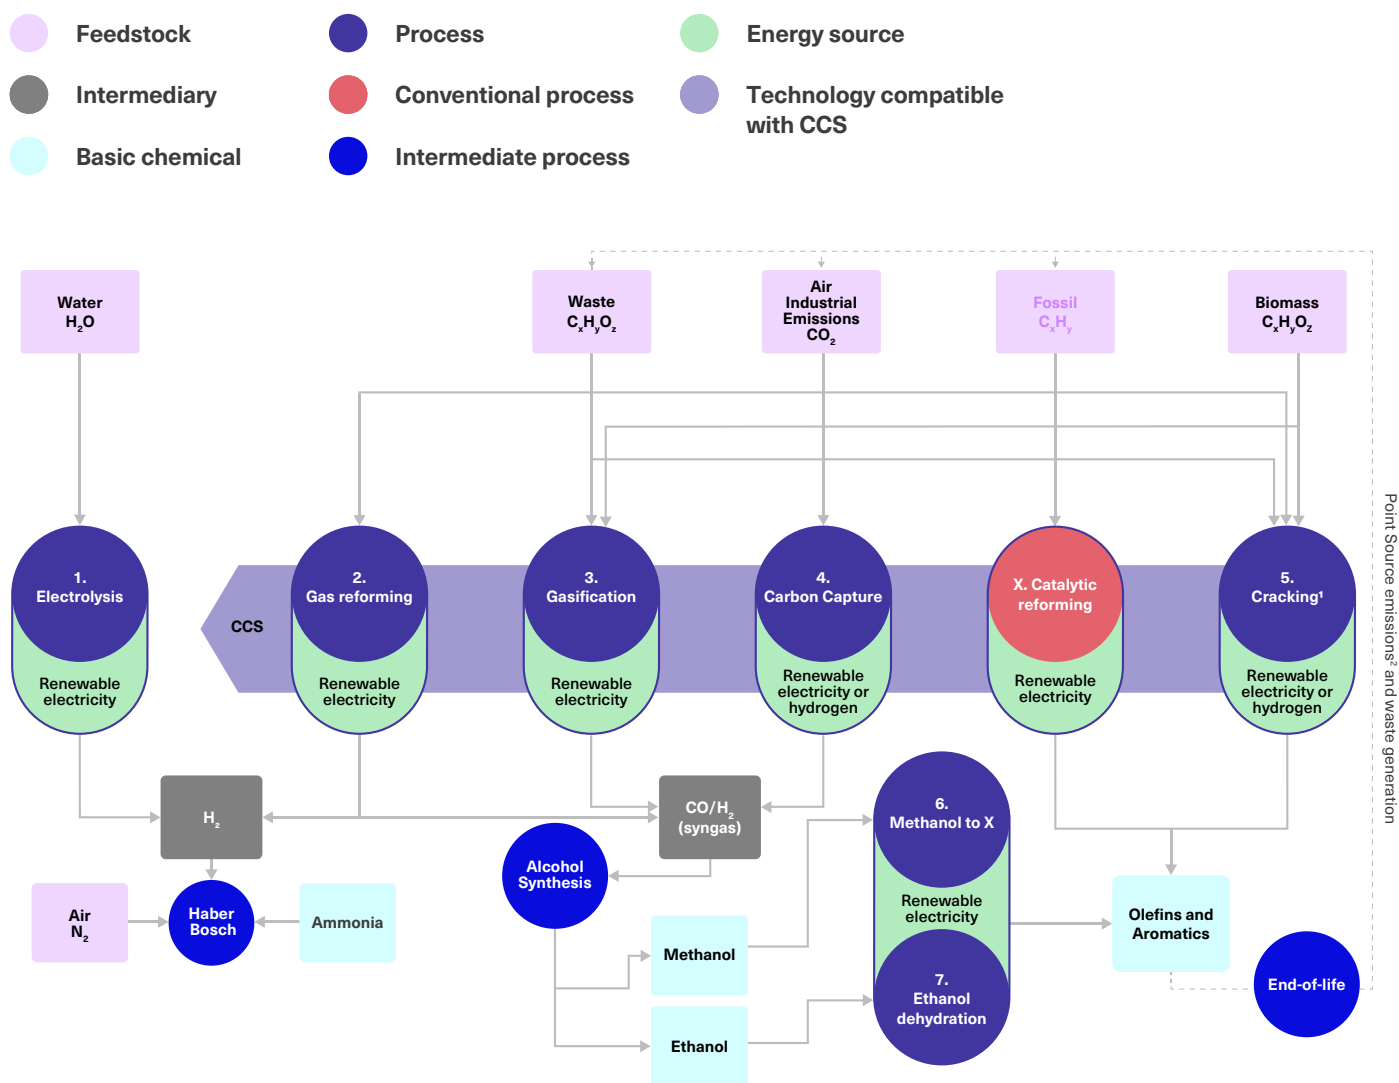 Feedstock
Process
Energy source
Intermediary
Conventional process
Technology compatible
with CCS
Basic chemical
Intermediate process
Water
H₂O
Waste
CₓHᵧO_z
Air
Industrial
Emissions
CO₂
Fossil
CₓHᵧ
Biomass
CₓHᵧO_Z
1.
Electrolysis
Renewable
electricity
CCS
2.
Gas reforming
Renewable
electricity
3.
Gasification
Renewable
electricity
4.
Carbon Capture
Renewable
electricity or
hydrogen
X. Catalytic
reforming
Renewable
electricity
5.
Cracking¹
Renewable
electricity or
hydrogen
Point Source emissions² and waste generation
H₂
CO/H₂
(syngas)
Alcohol
Synthesis
6.
Methanol to X
Renewable
electricity
7.
Ethanol
dehydration
Air
N₂
Haber
Bosch
Ammonia
Methanol
Ethanol
Olefins and
Aromatics
End-of-life